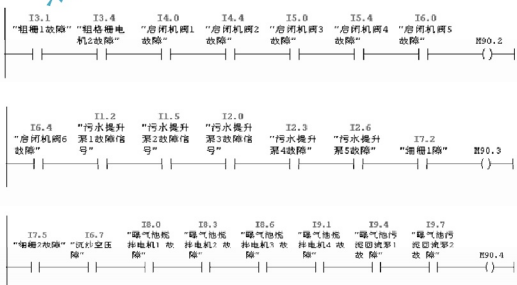 I3.1 I3.4 I4.0 I4.4 I5.0 I5.4 I6.0
"粗栅1故障" "粗格栅电 "启闭机阀1 "启闭机阀2 "启闭机阀3 "启闭机阀4 "启闭机阀5
机2故障" 故障" 故障" 故障" 故障" 故障" M90.2
I6.4 I1.2 I1.5 I2.0 I2.3 I2.6 I7.2
"启闭机阀6 "污水提升 "污水提升 "污水提升 "污水提升 "污水提升
故障" 泵1故障信 泵2故障信 泵3故障信 泵4故障" 泵5故障" "细栅1障" M90.3
号" 号" 号"
I7.5 I6.7 I8.0 I8.3 I8.6 I9.1 I9.4 I9.7
"细栅2故障" "沉砂空压 "曝气池搅 "曝气池搅 "曝气池搅 "曝气池搅 "曝气池污 "曝气池污
障" 拌电机1 故 拌电机2 故 拌电机3 故 拌电机4 故 泥回流泵1 泥回流泵2
障" 障" 障" 障" 故 障" 故 障" M90.4